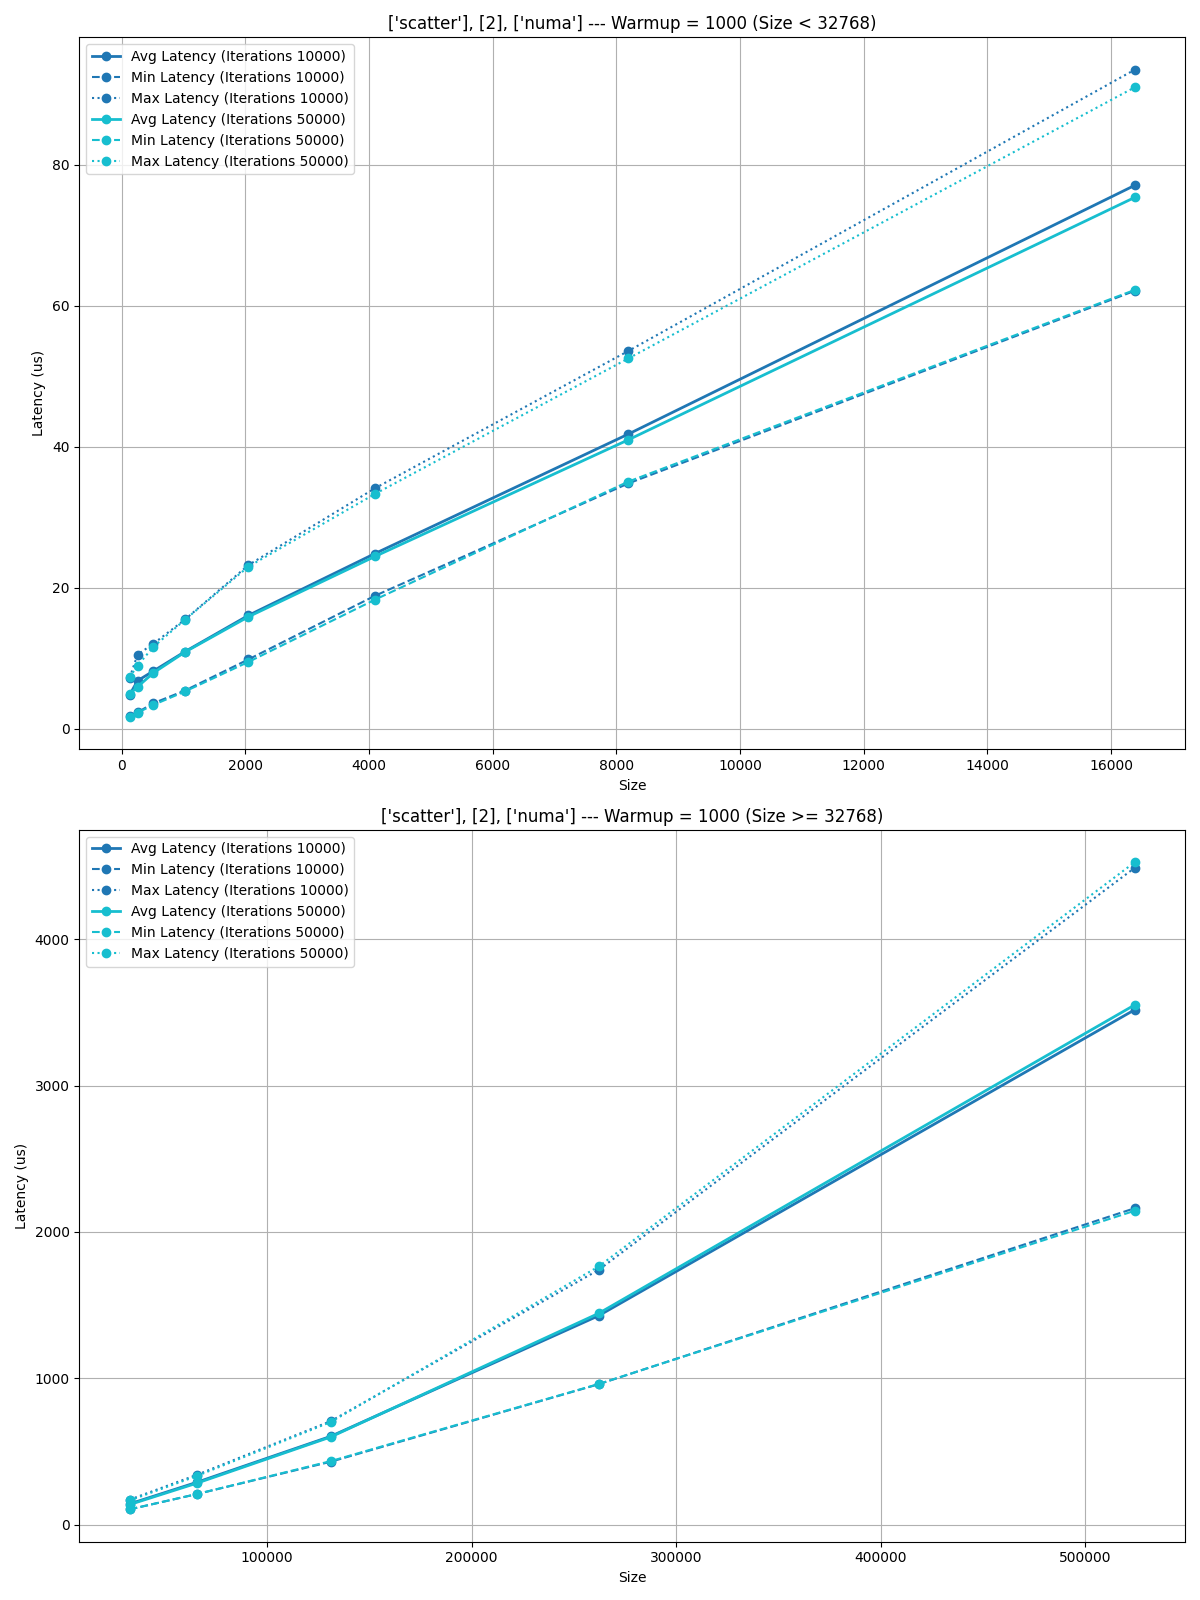 ['scatter'], [2], ['numa'] --- Warmup = 1000 (Size < 32768)
Avg Latency (Iterations 10000)
Min Latency (Iterations 10000)
Max Latency (Iterations 10000)
Avg Latency (Iterations 50000)
Min Latency (Iterations 50000)
Max Latency (Iterations 50000)
80
60
40
20
0
Latency (us)
0 2000 4000 6000 8000 10000 12000 14000 16000
Size
['scatter'], [2], ['numa'] --- Warmup = 1000 (Size >= 32768)
Avg Latency (Iterations 10000)
Min Latency (Iterations 10000)
Max Latency (Iterations 10000)
Avg Latency (Iterations 50000)
Min Latency (Iterations 50000)
Max Latency (Iterations 50000)
4000
3000
2000
1000
0
Latency (us)
100000 200000 300000 400000 500000
Size